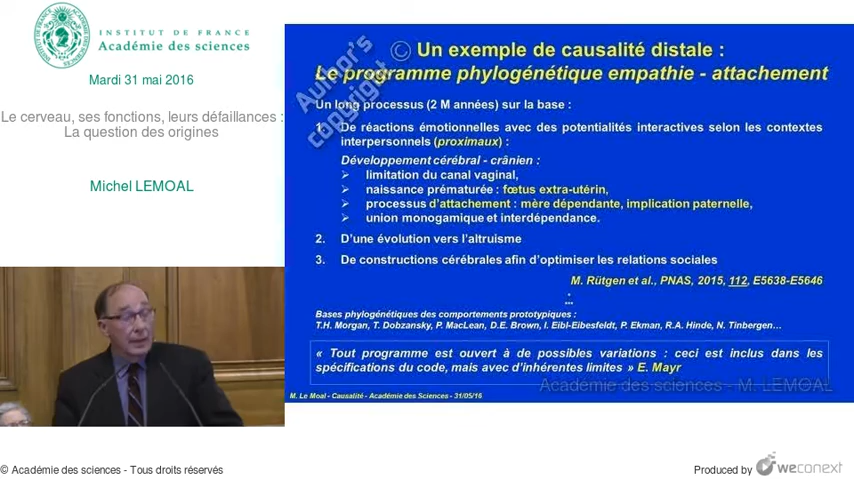 INSTITUT DE FRANCE
Académie des sciences
Mardi 31 mai 2016
Le cerveau, ses fonctions, leurs défaillances :
La question des origines
Michel LEMOAL
Author's © copyright
Un exemple de causalité distale :
Le programme phylogénétique empathie - attachement
Un long processus (2 M années) sur la base :
1. De réactions émotionnelles avec des potentialités interactives selon les contextes
interpersonnels (proximaux) :
Développement cérébral - crânien :
➢ limitation du canal vaginal,
➢ naissance prématurée : fœtus extra-utérin,
➢ processus d'attachement : mère dépendante, implication paternelle,
➢ union monogamique et interdépendance.
2. D'une évolution vers l'altruisme
3. De constructions cérébrales afin d'optimiser les relations sociales
M. Rütgen et al., PNAS, 2015, 112, E5638-E5646
Bases phylogénétiques des comportements prototypiques :
T.H. Morgan, T. Dobzansky, P. MacLean, D.E. Brown, I. Eibl-Eibesfeldt, P. Ekman, R.A. Hinde, N. Tinbergen…
« Tout programme est ouvert à de possibles variations : ceci est inclus dans les
spécifications du code, mais avec d'inhérentes limites » E. Mayr
Académie des sciences - M. LEMOAL
M. Le Moal - Causalité - Académie des Sciences - 31/05/16
© Académie des sciences - Tous droits réservés
Produced by weconext